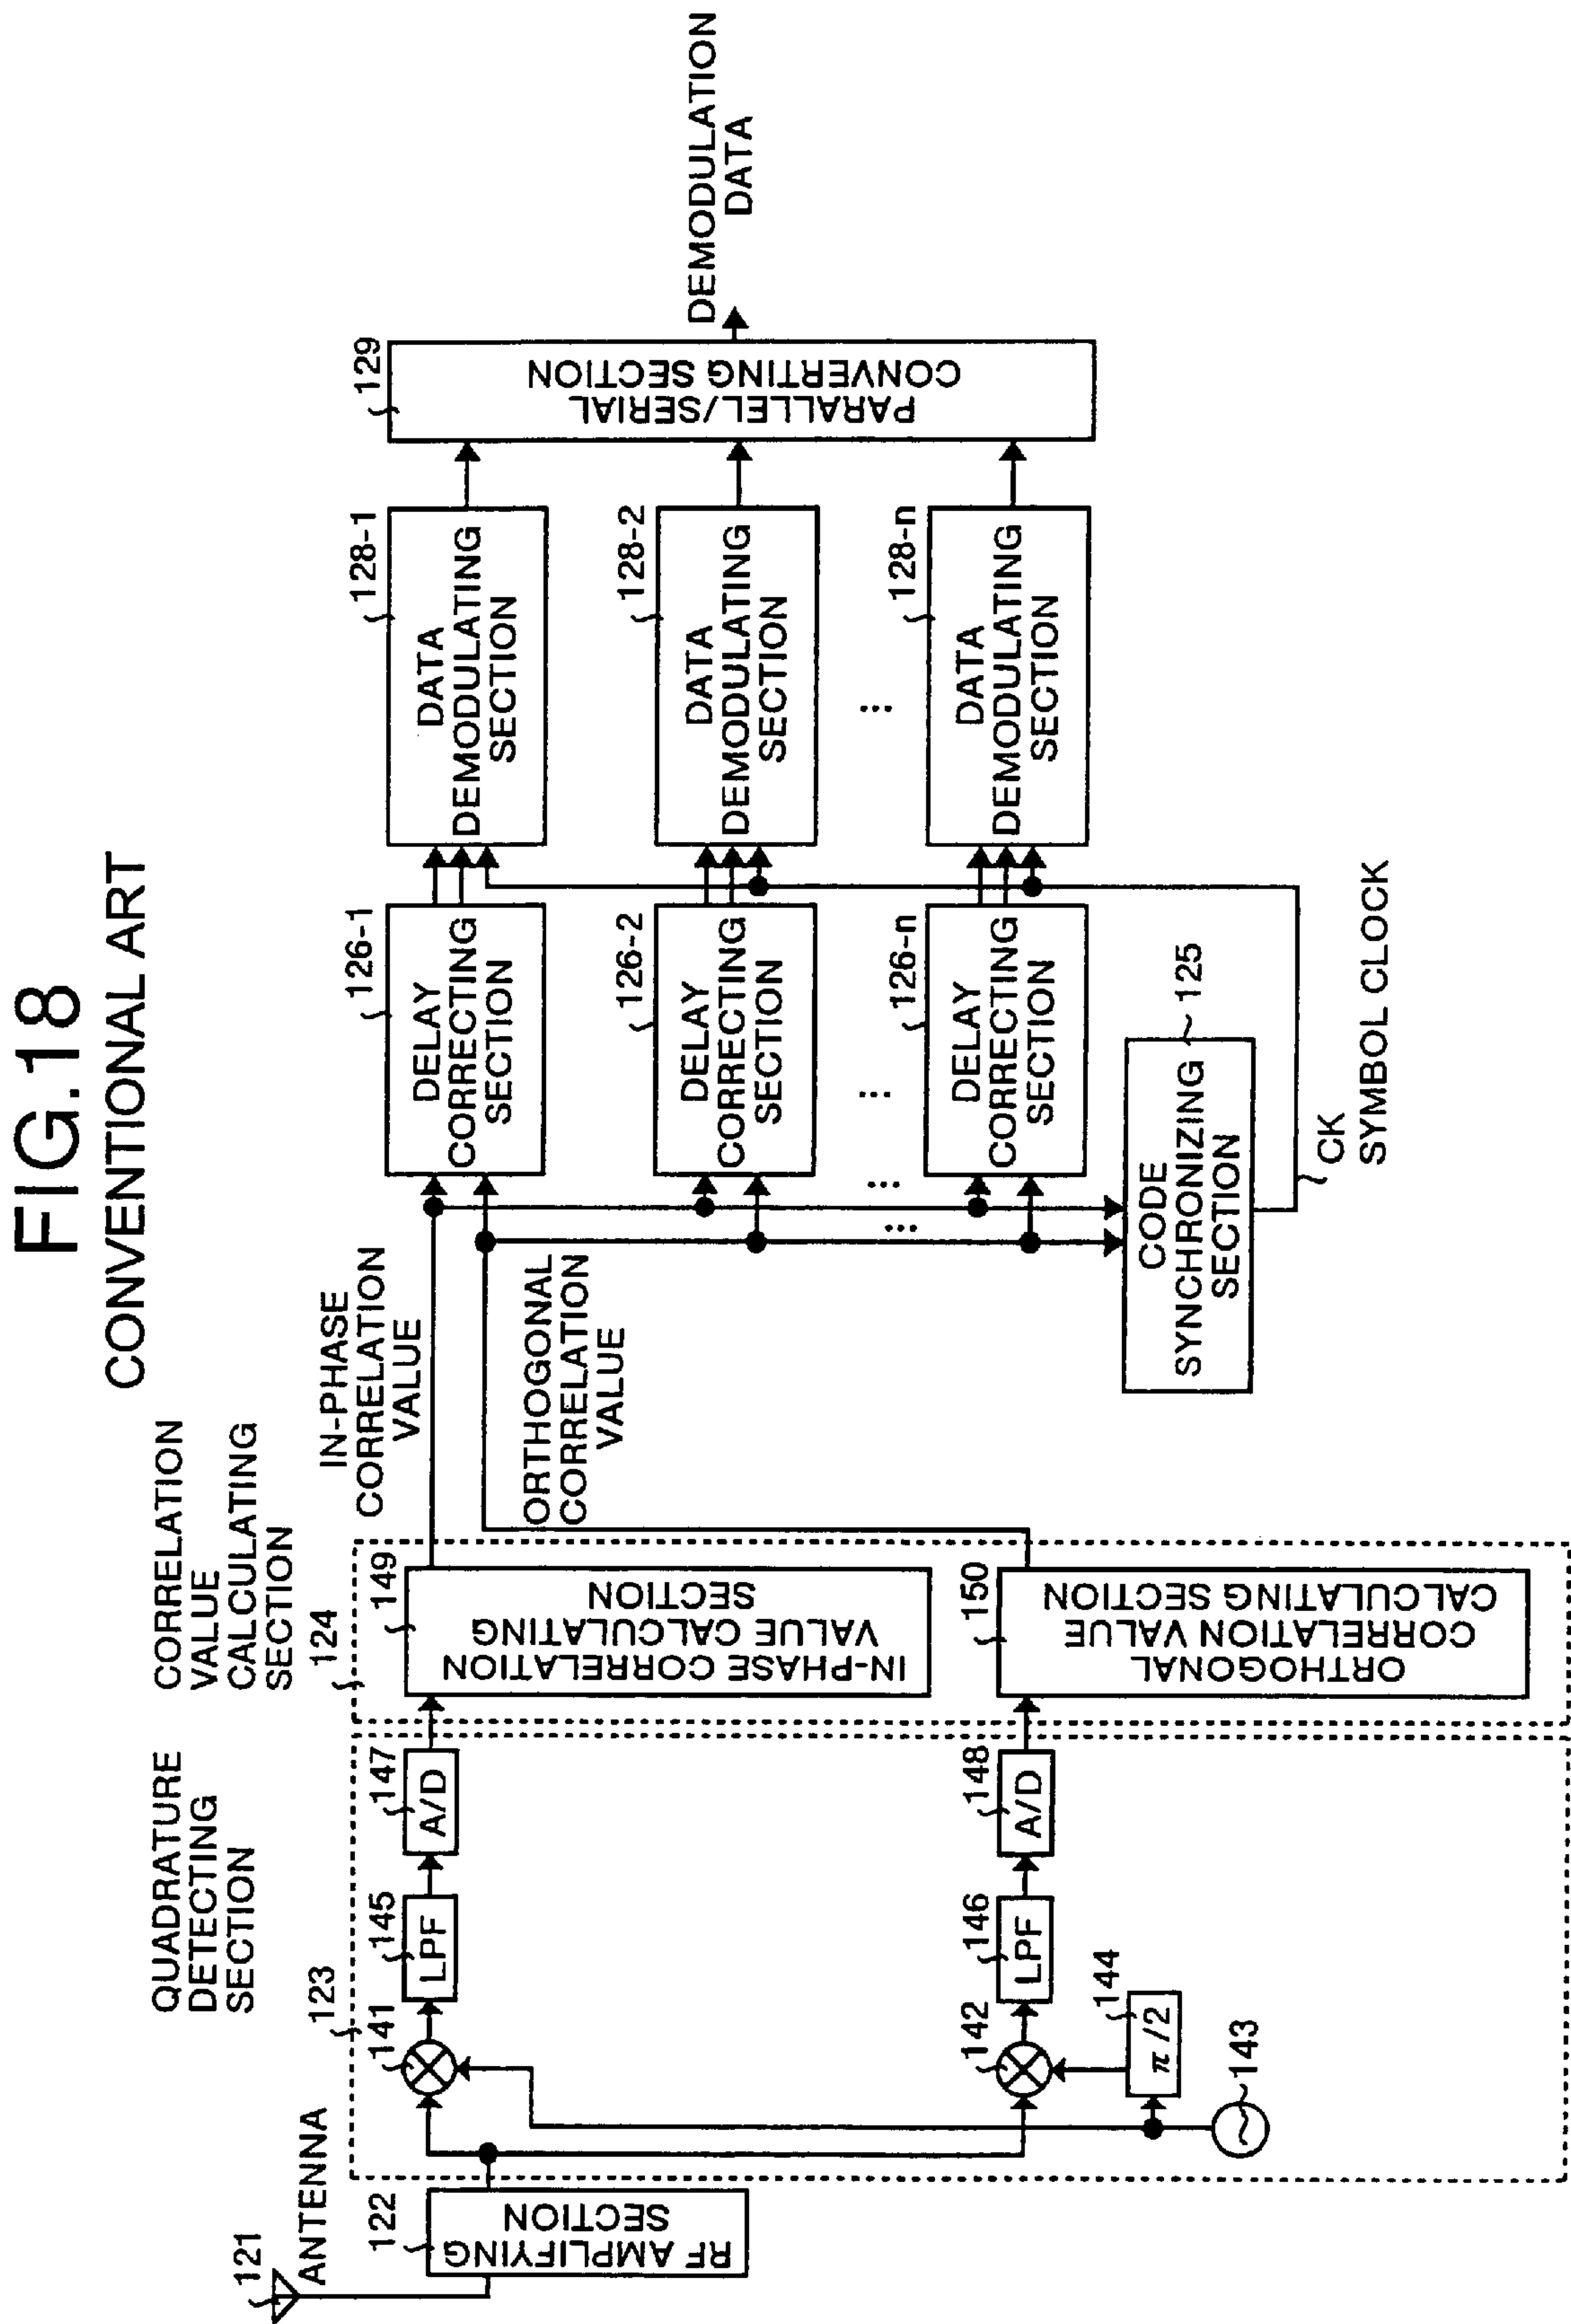 FIG.18
CONVENTIONAL ART
121
ANTENNA
122
RF AMPLIFYING
SECTION
QUADRATURE
DETECTING
SECTION
123
141
145
LPF
147
A/D
142
146
LPF
148
A/D
144
π/2
143
CORRELATION
VALUE
CALCULATING
SECTION
124
149
IN-PHASE CORRELATION
VALUE CALCULATING
SECTION
150
ORTHOGONAL
CORRELATION VALUE
CALCULATING SECTION
IN-PHASE
CORRELATION
VALUE
ORTHOGONAL
CORRELATION
VALUE
126-1
DELAY
CORRECTING
SECTION
126-2
DELAY
CORRECTING
SECTION
...
...
...
126-n
DELAY
CORRECTING
SECTION
CODE
SYNCHRONIZING
SECTION
125
CK
SYMBOL CLOCK
128-1
DATA
DEMODULATING
SECTION
128-2
DATA
DEMODULATING
SECTION
...
128-n
DATA
DEMODULATING
SECTION
129
PARALLEL/SERIAL
CONVERTING SECTION
DEMODULATION
DATA